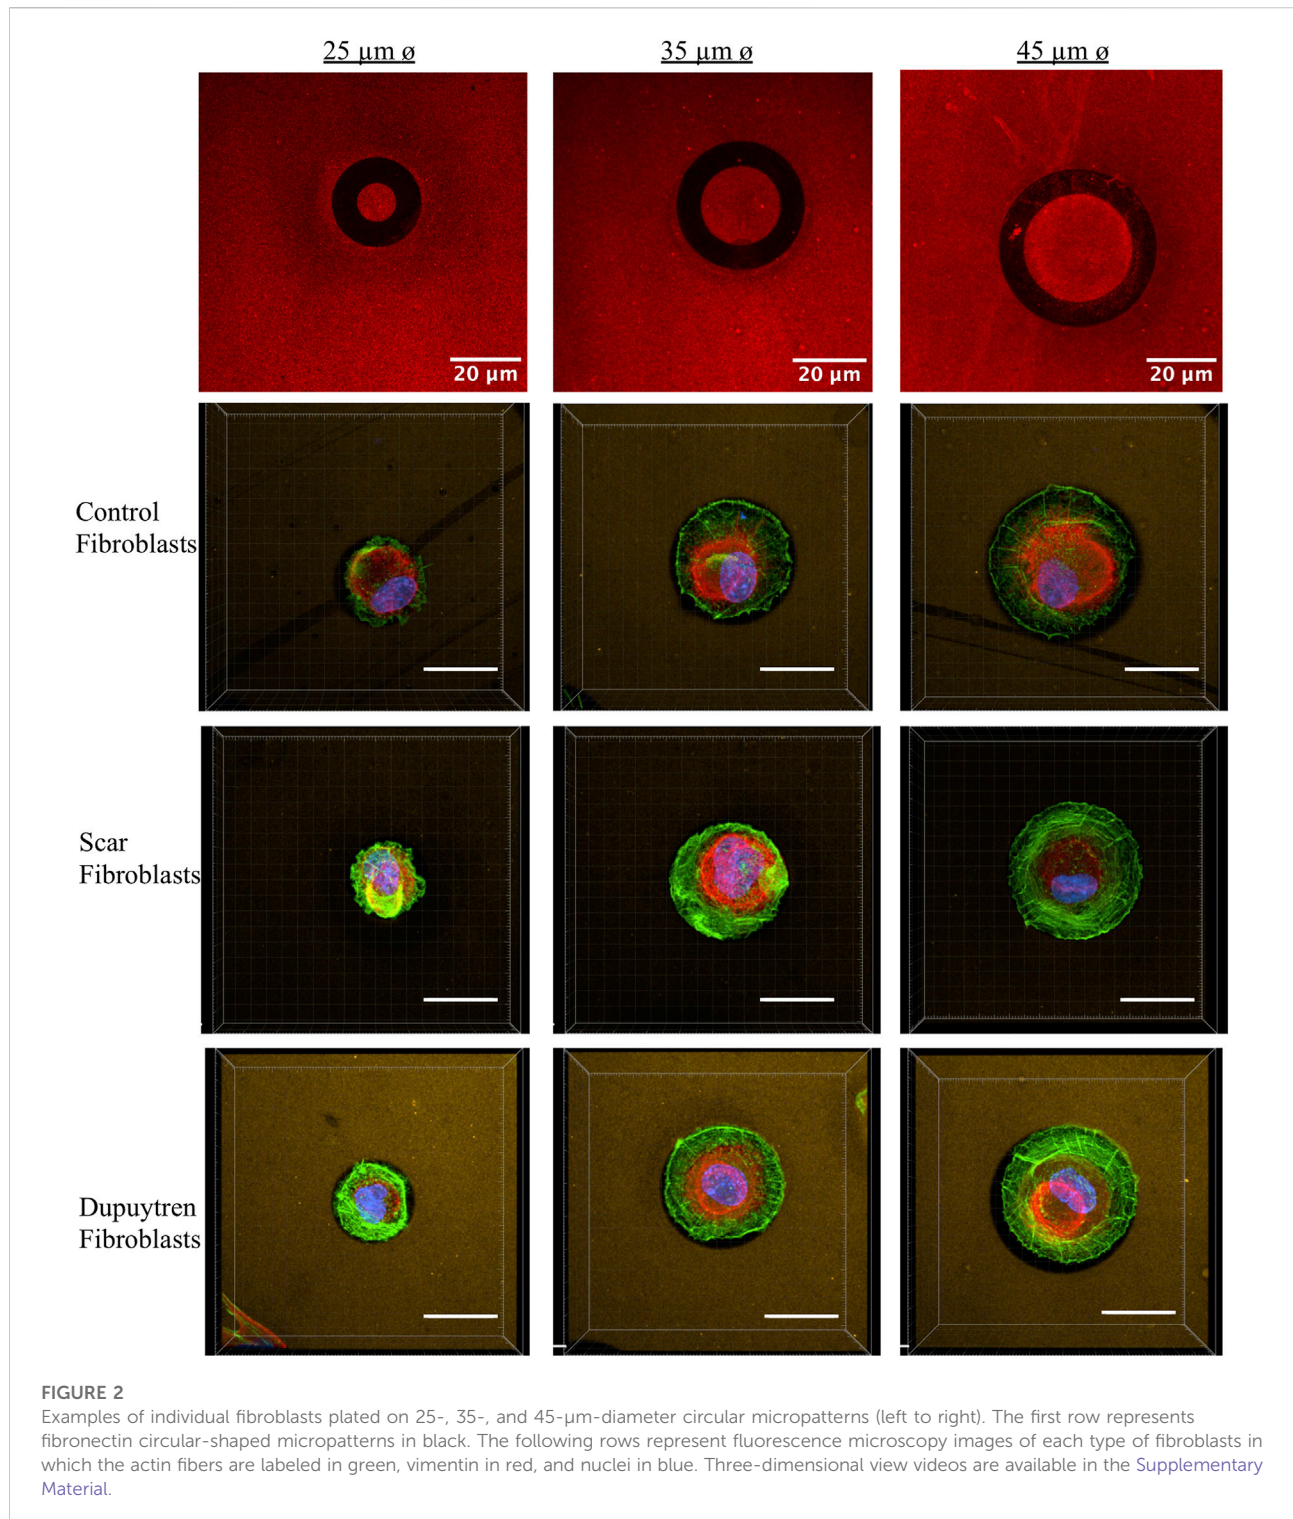 25 µm ø 35 µm ø 45 µm ø
20 µm 20 µm 20 µm
Control
Fibroblasts
Scar
Fibroblasts
Dupuytren
Fibroblasts
FIGURE 2
Examples of individual fibroblasts plated on 25-, 35-, and 45-µm-diameter circular micropatterns (left to right). The first row represents
fibronectin circular-shaped micropatterns in black. The following rows represent fluorescence microscopy images of each type of fibroblasts in
which the actin fibers are labeled in green, vimentin in red, and nuclei in blue. Three-dimensional view videos are available in the Supplementary
Material.